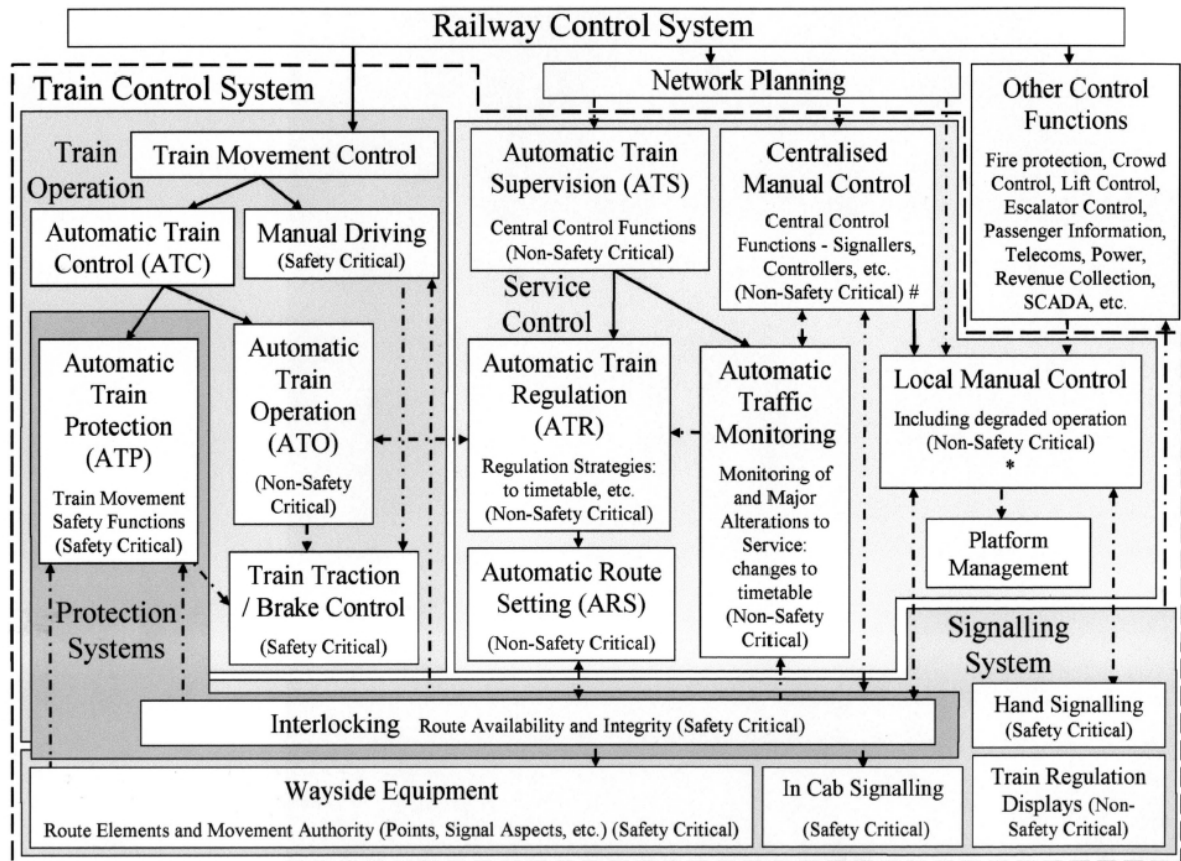 Railway Control System
Network Planning
Train Control System
Other Control
Functions
Fire protection, Crowd
Control, Lift Control,
Escalator Control,
Passenger Information,
Telecoms, Power,
Revenue Collection,
SCADA, etc.
Train
Operation
Train Movement Control
Automatic Train
Control (ATC)
Manual Driving
(Safety Critical)
Automatic Train
Supervision (ATS)
Central Control Functions
(Non-Safety Critical)
Centralised
Manual Control
Central Control
Functions - Signallers,
Controllers, etc.
(Non-Safety Critical) #
Service
Control
Automatic
Train
Protection
(ATP)
Train Movement
Safety Functions
(Safety Critical)
Automatic
Train
Operation
(ATO)
(Non-Safety
Critical)
Automatic Train
Regulation
(ATR)
Regulation Strategies:
to timetable, etc.
(Non-Safety Critical)
Automatic
Traffic
Monitoring
Monitoring of
and Major
Alterations to
Service:
changes to
timetable
(Non-Safety
Critical)
Local Manual Control
Including degraded operation
(Non-Safety Critical)
*
Platform
Management
Train Traction
/ Brake Control
(Safety Critical)
Automatic Route
Setting (ARS)
(Non-Safety Critical)
Protection
Systems
Signalling
System
Interlocking Route Availability and Integrity (Safety Critical)
Hand Signalling
(Safety Critical)
Wayside Equipment
Route Elements and Movement Authority (Points, Signal Aspects, etc.) (Safety Critical)
In Cab Signalling
(Safety Critical)
Train Regulation
Displays (Non-
Safety Critical)